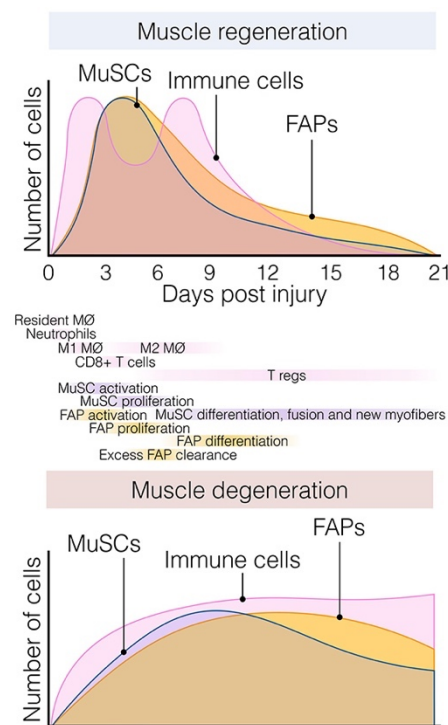 Muscle regeneration
MuSCs
Immune cells
FAPs
Number of cells
0 3 6 9 12 15 18 21
Days post injury
Resident MØ
Neutrophils
M1 MØ M2 MØ
CD8+ T cells
T regs
MuSC activation
MuSC proliferation
FAP activation MuSC differentiation, fusion and new myofibers
FAP proliferation
FAP differentiation
Excess FAP clearance
Muscle degeneration
MuSCs
Immune cells
FAPs
Number of cells